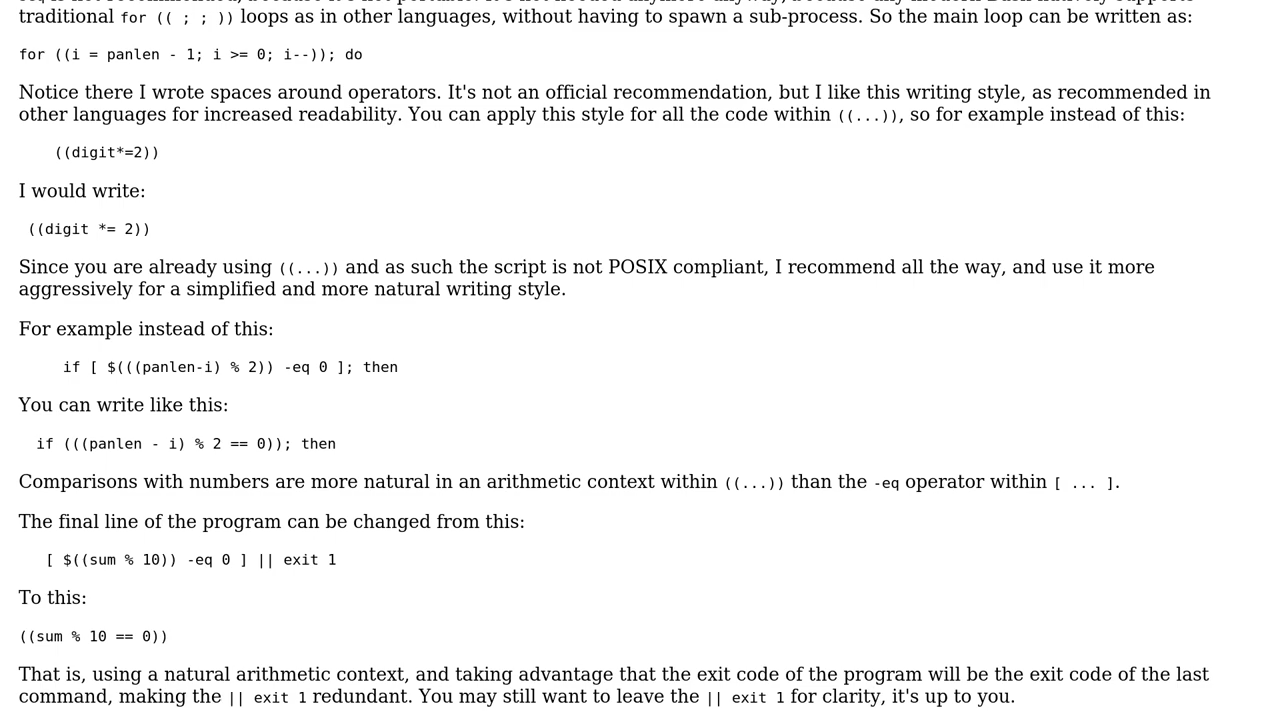 traditional for (( ; ; )) loops as in other languages, without having to spawn a sub-process. So the main loop can be written as:
for ((i = panlen - 1; i >= 0; i--)); do
Notice there I wrote spaces around operators. It's not an official recommendation, but I like this writing style, as recommended in
other languages for increased readability. You can apply this style for all the code within ((...)), so for example instead of this:
((digit*=2))
I would write:
((digit *= 2))
Since you are already using ((...)) and as such the script is not POSIX compliant, I recommend all the way, and use it more
aggressively for a simplified and more natural writing style.
For example instead of this:
if [ $(((panlen-i) % 2)) -eq 0 ]; then
You can write like this:
if (((panlen - i) % 2 == 0)); then
Comparisons with numbers are more natural in an arithmetic context within ((...)) than the -eq operator within [ ... ].
The final line of the program can be changed from this:
[ $((sum % 10)) -eq 0 ] || exit 1
To this:
((sum % 10 == 0))
That is, using a natural arithmetic context, and taking advantage that the exit code of the program will be the exit code of the last
command, making the || exit 1 redundant. You may still want to leave the || exit 1 for clarity, it's up to you.